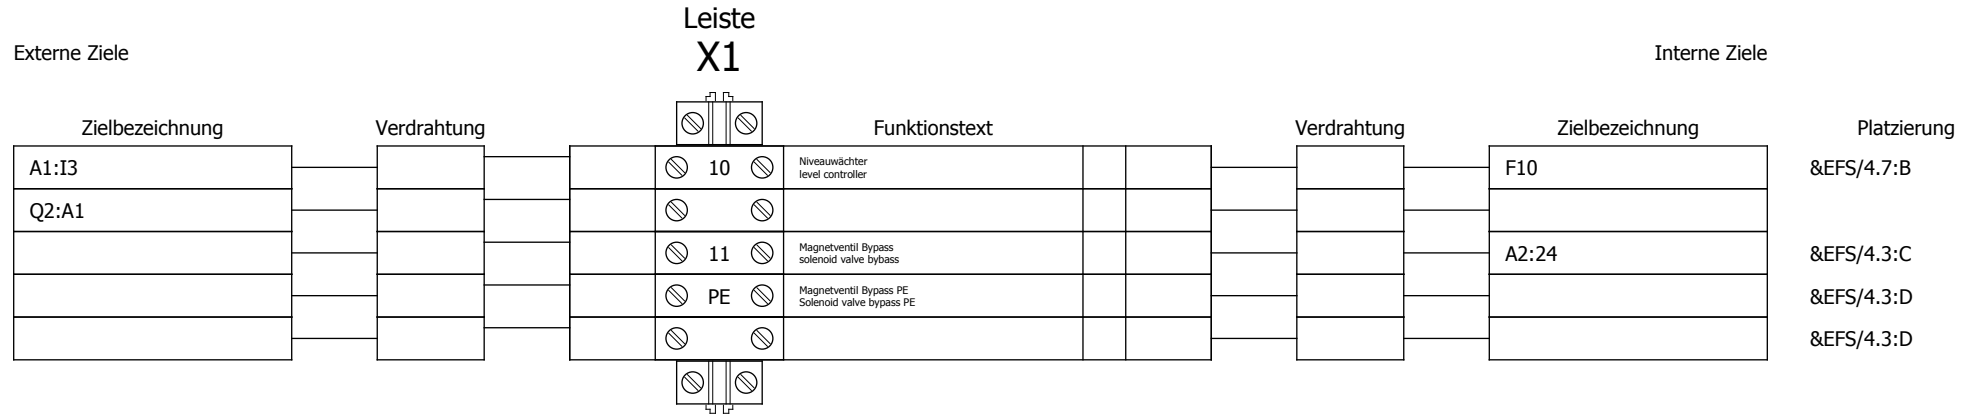 Leiste
X1
Externe Ziele
Interne Ziele
Zielbezeichnung Verdrahtung Funktionstext Verdrahtung Zielbezeichnung Platzierung
A1:I3 10 Niveauwächter F10 &EFS/4.7:B
level controller
Q2:A1
11 Magnetventil Bypass A2:24 &EFS/4.3:C
solenoid valve bybass
PE Magnetventil Bypass PE &EFS/4.3:D
Solenoid valve bypass PE
&EFS/4.3:D